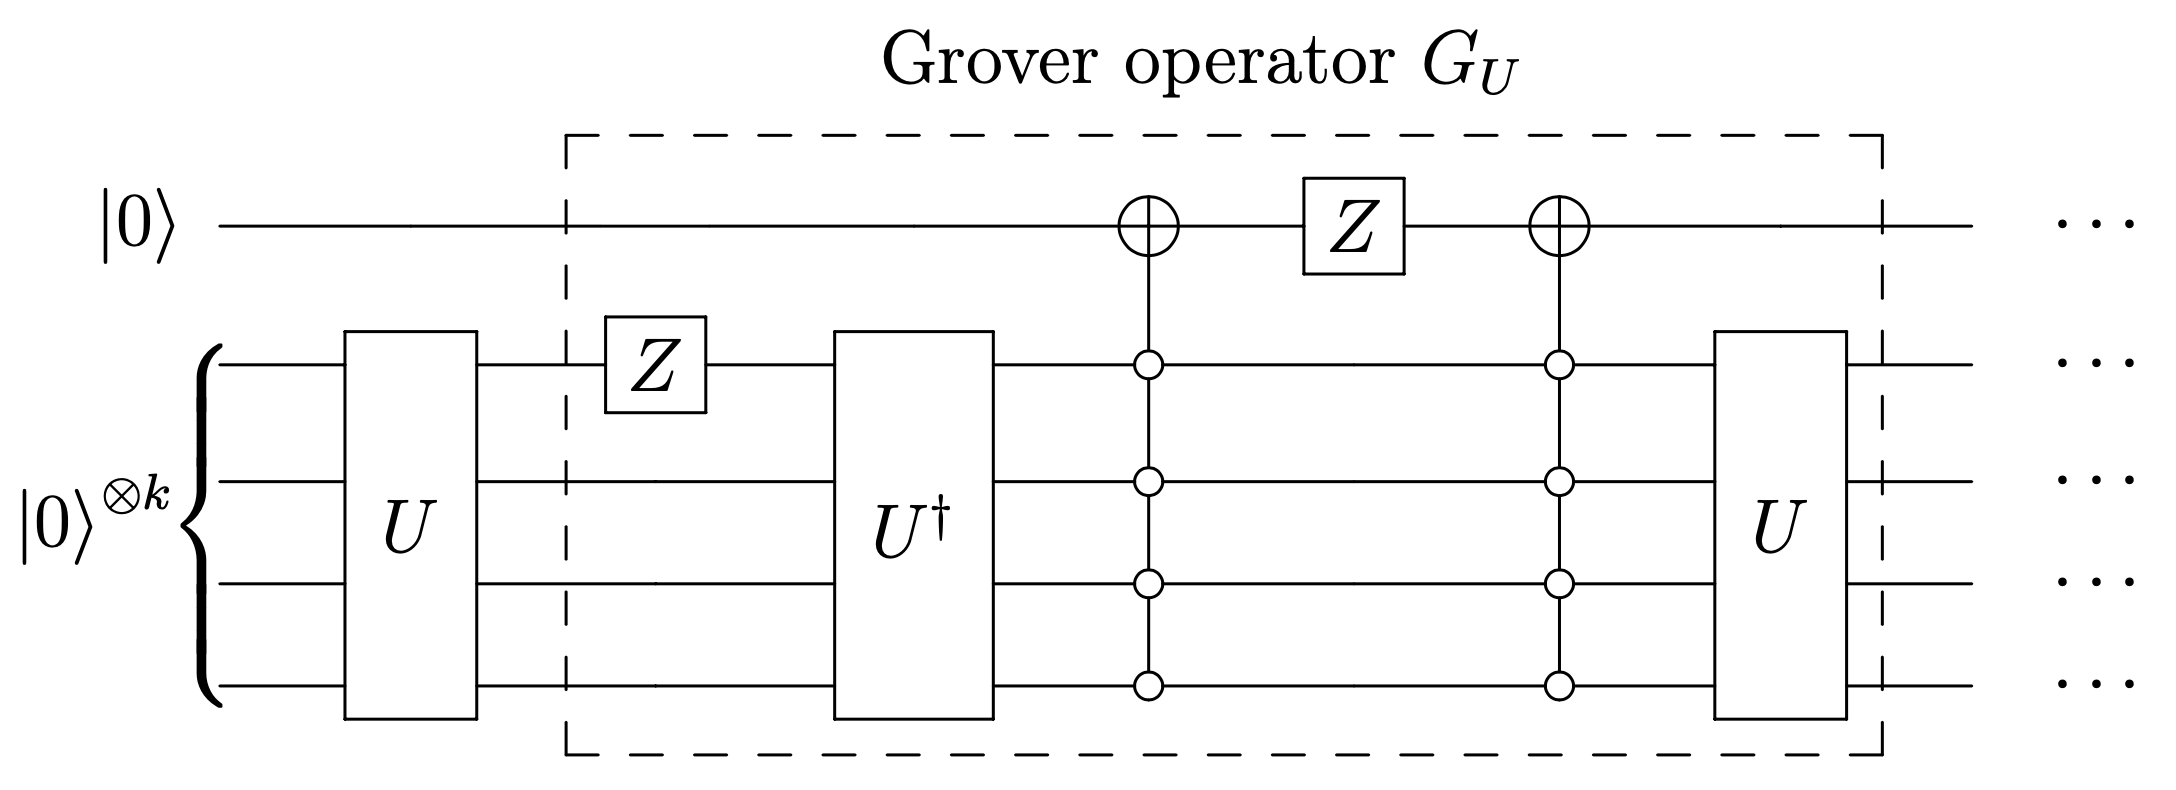 Grover operator $G_U$
$|0\rangle$
$Z$
$\cdots$
$Z$
$\cdots$
$|0\rangle^{\otimes k}$
$U$
$U^\dagger$
$U$
$\cdots$
$\cdots$
$\cdots$